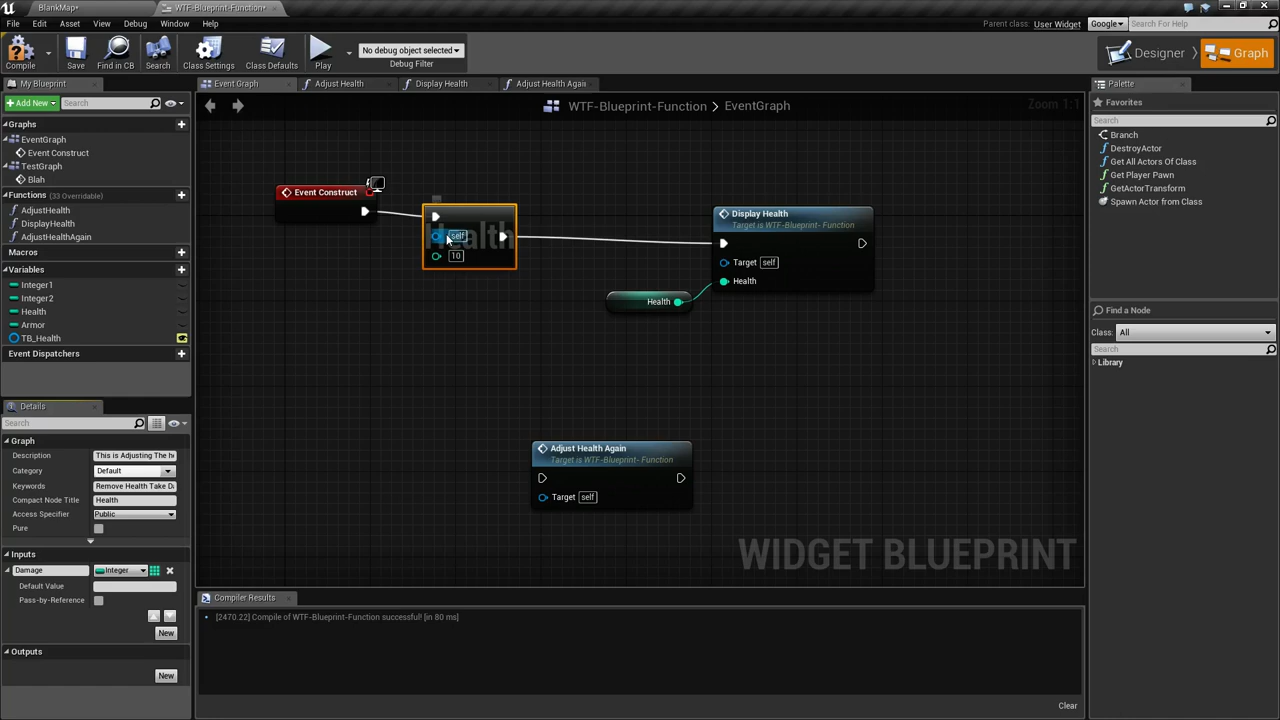 BlankMap*
WTF-Blueprint-Function*
File Edit Asset View Debug Window Help
Parent class: User Widget Google Search For Help
Compile Save Find in CB Search Class Settings Class Defaults Play
No debug object selected
Debug Filter
Designer Graph
My Blueprint
Event Graph Adjust Health Display Health Adjust Health Again
Palette
Add New Search
WTF-Blueprint-Function > EventGraph
Zoom 1:1
Favorites
Search
Graphs
EventGraph
Event Construct
TestGraph
Blah
Functions (33 Overridable)
AdjustHealth
DisplayHealth
AdjustHealthAgain
Macros
Variables
Integer1
Integer2
Health
Armor
TB_Health
Event Dispatchers
Branch
DestroyActor
Get All Actors Of Class
Get Player Pawn
GetActorTransform
Spawn Actor from Class
Find a Node
Class: All
Search
Library
Event Construct
Health
self
10
Display Health
Target is WTF-Blueprint- Function
Target self
Health
Health
Adjust Health Again
Target is WTF-Blueprint- Function
Target self
WIDGET BLUEPRINT
Details
Search
Graph
Description This is Adjusting The he
Category Default
Keywords Remove Health Take Da
Compact Node Title Health
Access Specifier Public
Pure
Inputs
Damage Integer
Default Value
Pass-by-Reference
New
Outputs
New
Compiler Results
[2470.22] Compile of WTF-Blueprint-Function successful! [in 80 ms]
Clear